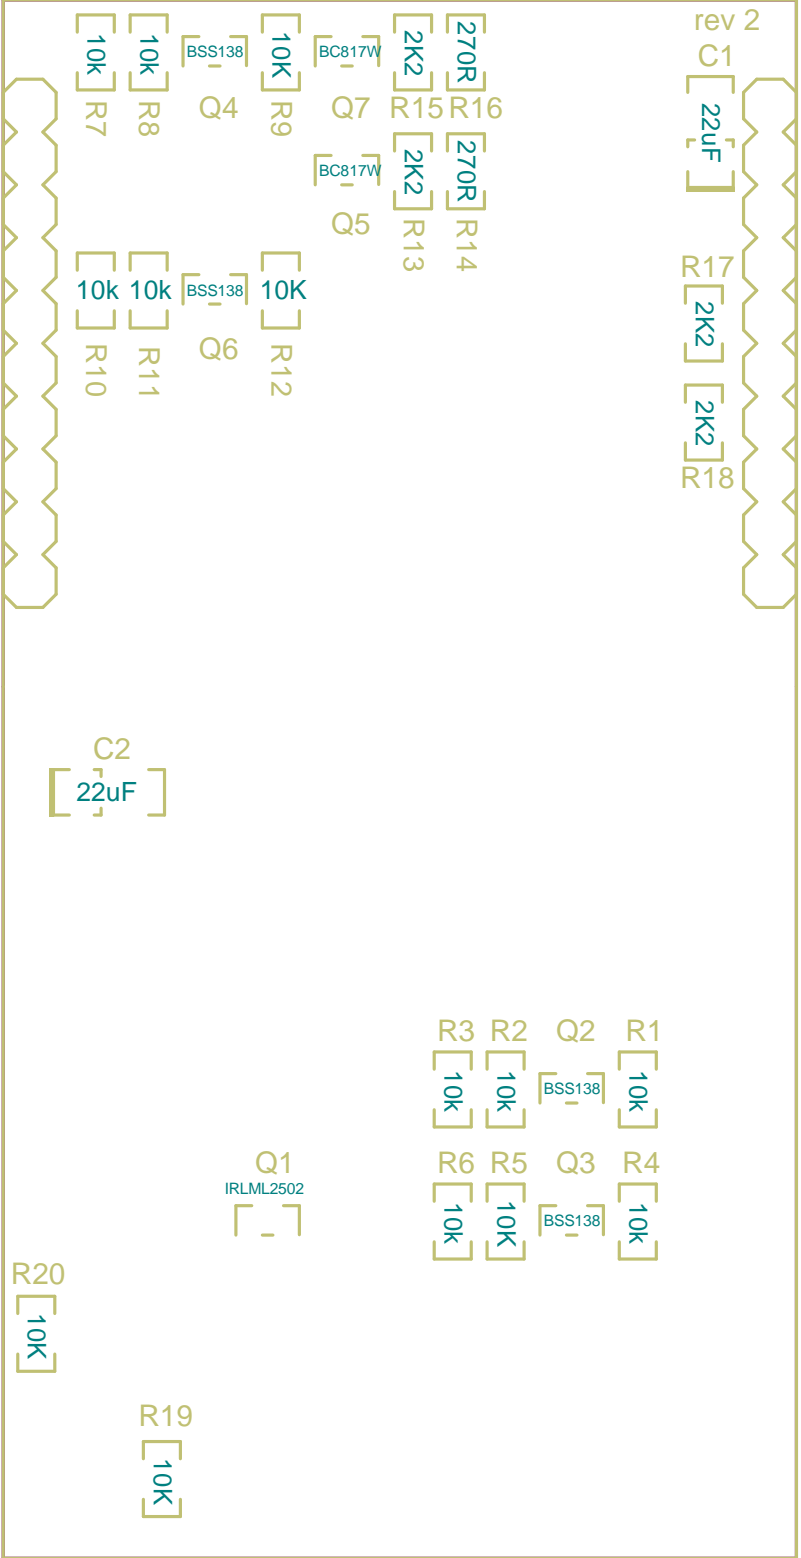 rev 2
C1
22uF
10k
10k
BSS138
10K
BC817W
2K2
270R
R7
R8
Q4
R9
Q7
R15
R16
BC817W
2K2
270R
Q5
R13
R14
10k
10k
BSS138
10K
R10
R11
Q6
R12
R17
2K2
2K2
R18
C2
22uF
R3
R2
Q2
R1
10k
10k
BSS138
10k
Q1
IRLML2502
R6
R5
Q3
R4
10k
10K
BSS138
10k
R20
10K
R19
10K